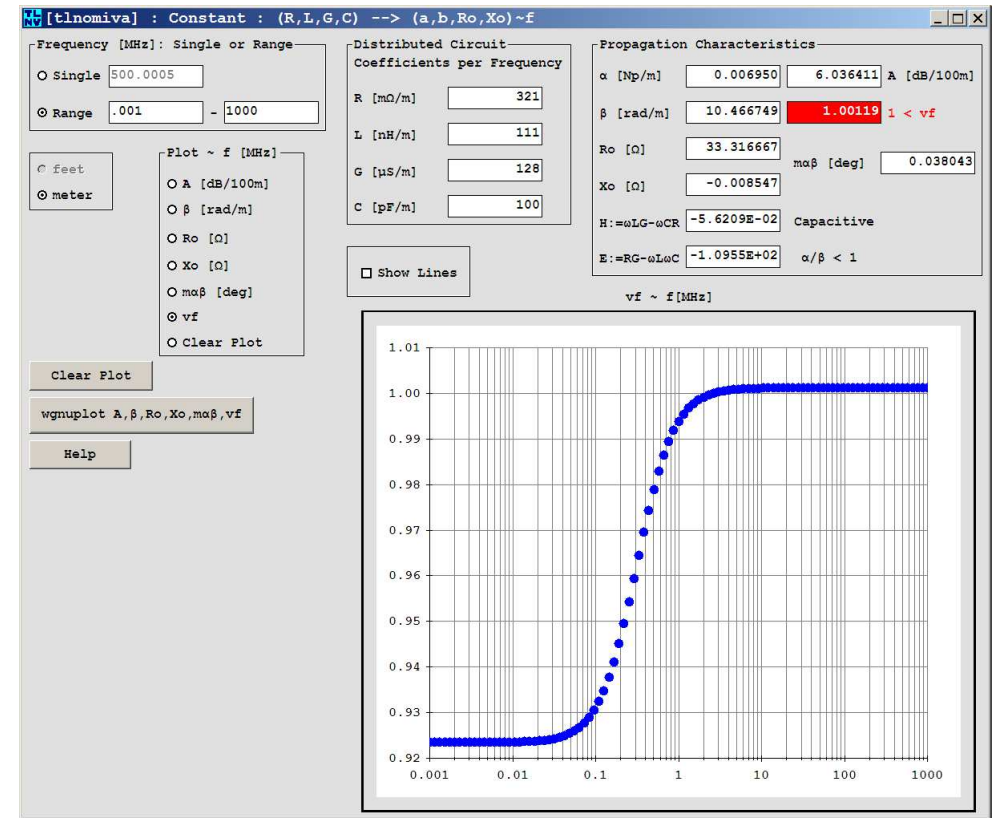 [tlnomiva] : Constant : (R,L,G,C) --> (a,b,Ro,Xo)~f
Frequency [MHz]: Single or Range
Single 500.0005
Range .001 - 1000
feet
meter
Plot ~ f [MHz]
A [dB/100m]
β [rad/m]
Ro [Ω]
Xo [Ω]
mαβ [deg]
vf
Clear Plot
Clear Plot
wgnuplot A,β,Ro,Xo,mαβ,vf
Help
Distributed Circuit
Coefficients per Frequency
R [mΩ/m] 321
L [nH/m] 111
G [µS/m] 128
C [pF/m] 100
Show Lines
Propagation Characteristics
α [Np/m] 0.006950 6.036411 A [dB/100m]
β [rad/m] 10.466749 1.00119 1 < vf
Ro [Ω] 33.316667
mαβ [deg] 0.038043
Xo [Ω] -0.008547
H:=ωLG-ωCR -5.6209E-02 Capacitive
E:=RG-ωLωC -1.0955E+02 α/β < 1
vf ~ f[MHz]
1.01
1.00
0.99
0.98
0.97
0.96
0.95
0.94
0.93
0.92
0.001 0.01 0.1 1 10 100 1000